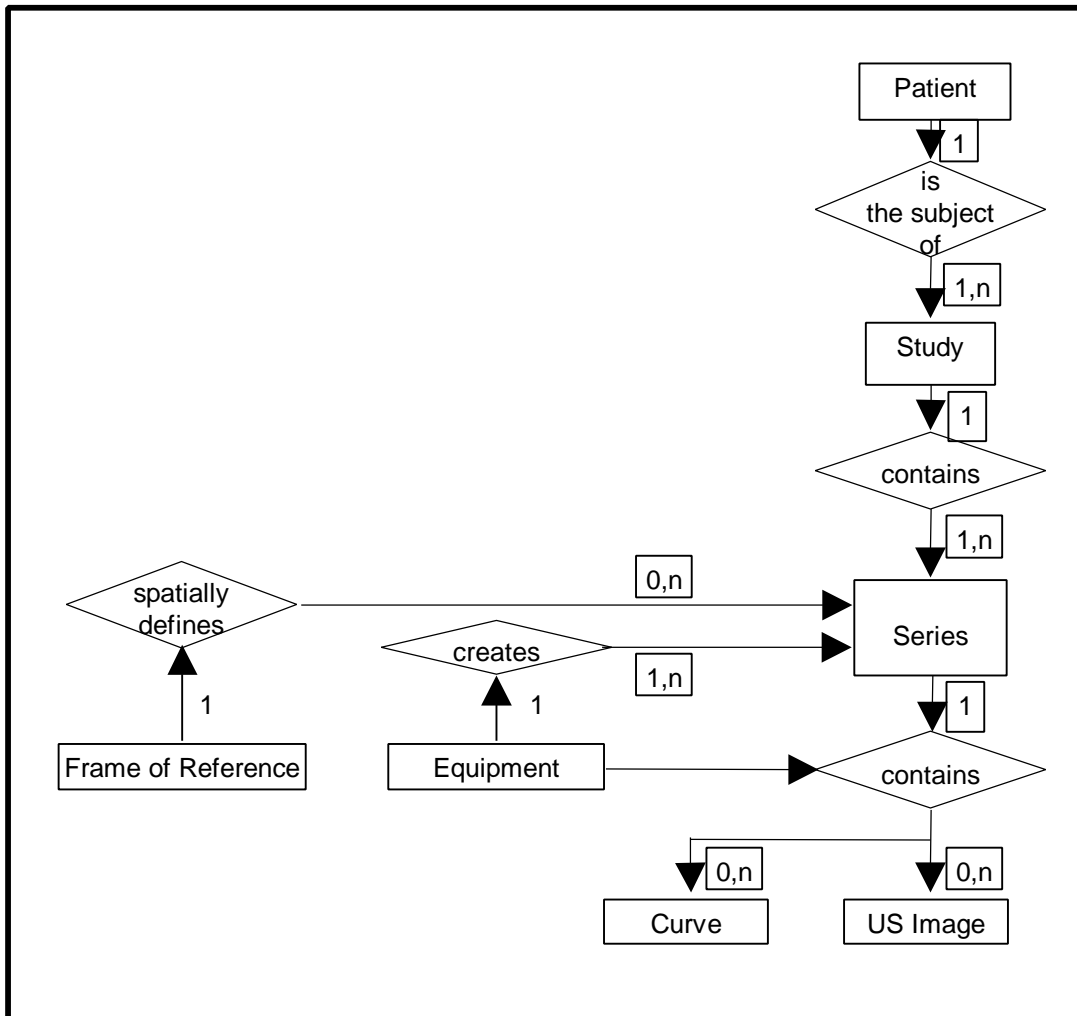 Patient
1
is
the subject
of
1,n
Study
1
contains
1,n
spatially
defines
0,n
Series
creates
1,n
1
1
1
Frame of Reference
Equipment
contains
0,n
0,n
Curve
US Image